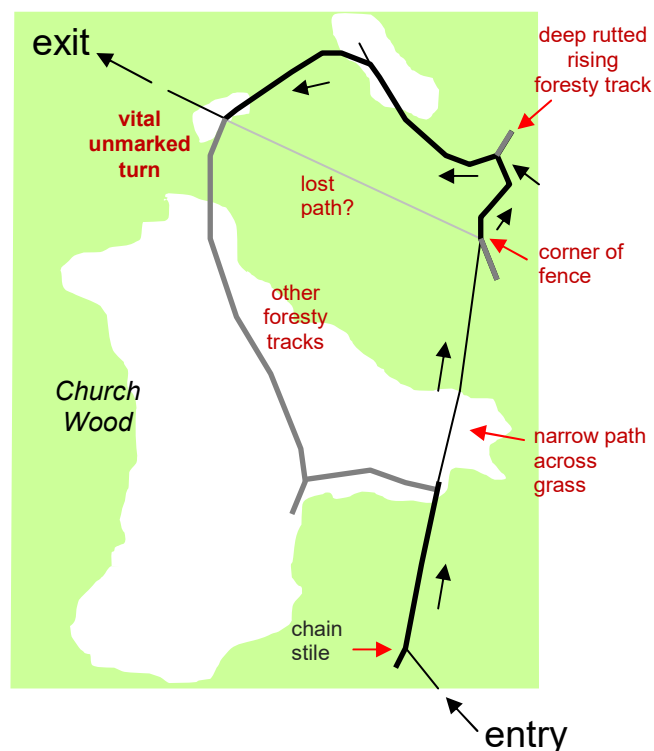 exit
deep rutted
rising
foresty track
vital
unmarked
turn
lost
path?
corner of
fence
other
foresty
tracks
Church
Wood
narrow path
across
grass
chain
stile
entry